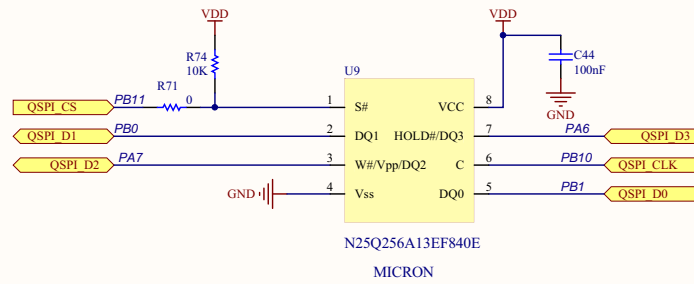 VDD
VDD
R74
10K
C44
100nF
GND
U9
R71
0
QSPI_CS PB11 1 S# VCC 8
QSPI_D1 PB0 2 DQ1 HOLD#/DQ3 7 PA6 QSPI_D3
QSPI_D2 PA7 3 W#/Vpp/DQ2 C 6 PB10 QSPI_CLK
GND 4 Vss DQ0 5 PB1 QSPI_D0
N25Q256A13EF840E
MICRON